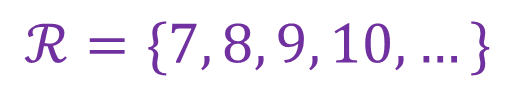 ℛ = {7, 8, 9, 10, … }